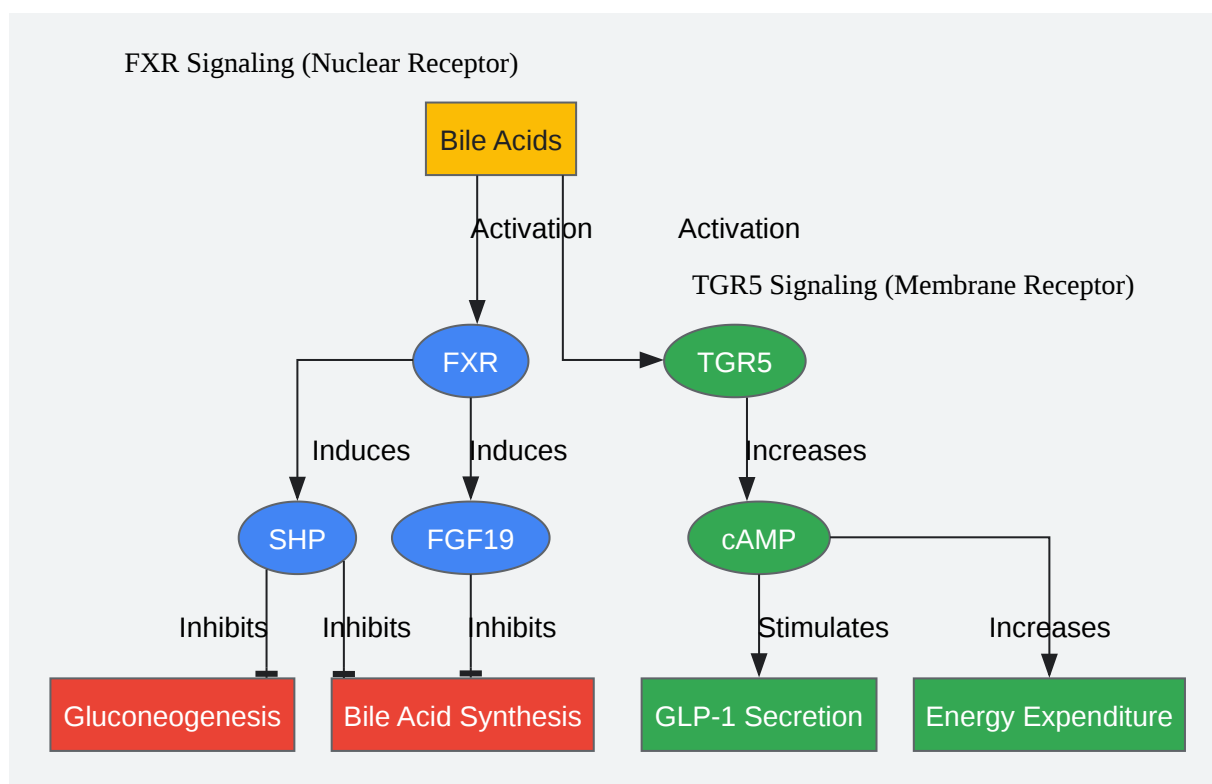 FXR Signaling (Nuclear Receptor)
Bile Acids
Activation
Activation
TGR5 Signaling (Membrane Receptor)
FXR
TGR5
Induces
Induces
Increases
SHP
FGF19
cAMP
Inhibits
Inhibits
Inhibits
Stimulates
Increases
Gluconeogenesis
Bile Acid Synthesis
GLP-1 Secretion
Energy Expenditure